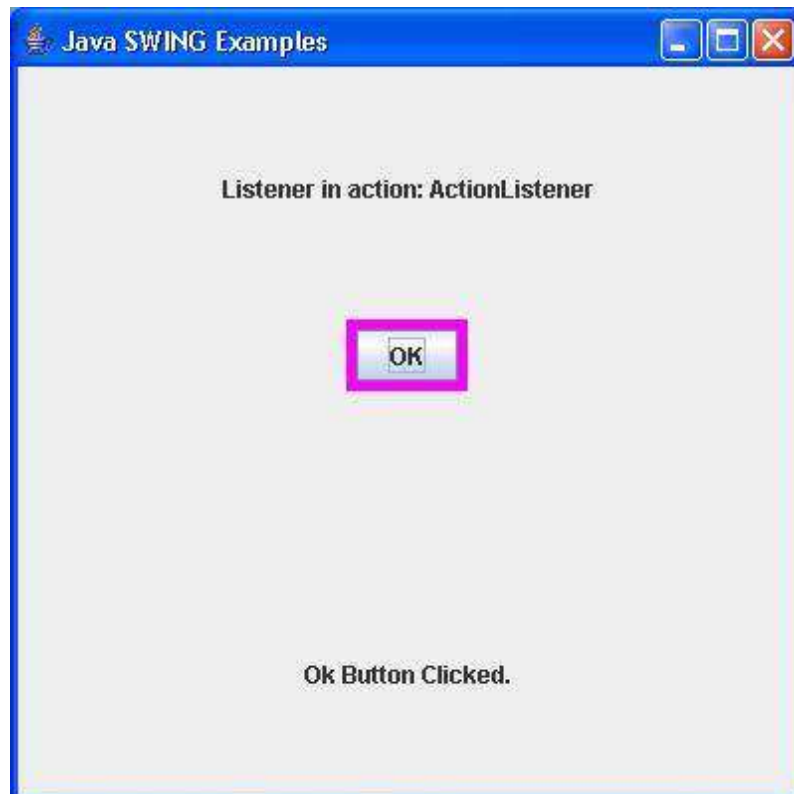 Java SWING Examples
Listener in action: ActionListener
OK
Ok Button Clicked.